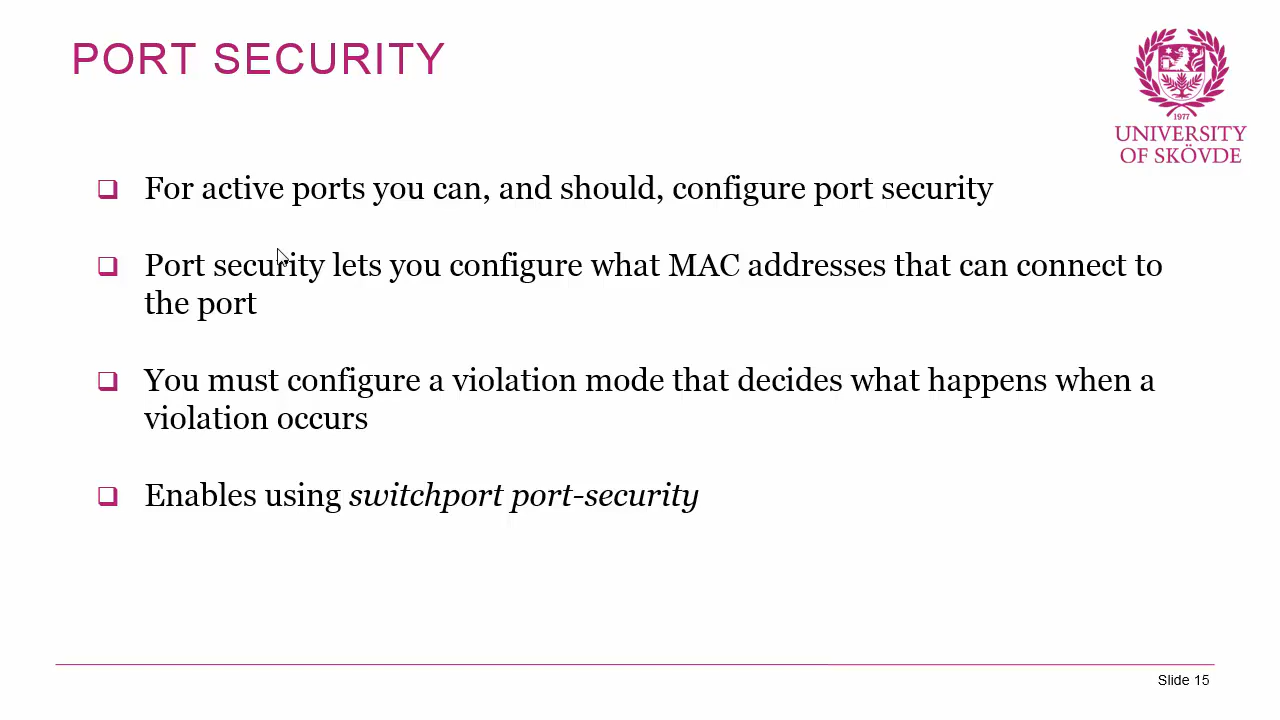 PORT SECURITY
1977
UNIVERSITY
OF SKÖVDE
For active ports you can, and should, configure port security
Port security lets you configure what MAC addresses that can connect to
the port
You must configure a violation mode that decides what happens when a
violation occurs
Enables using switchport port-security
Slide 15